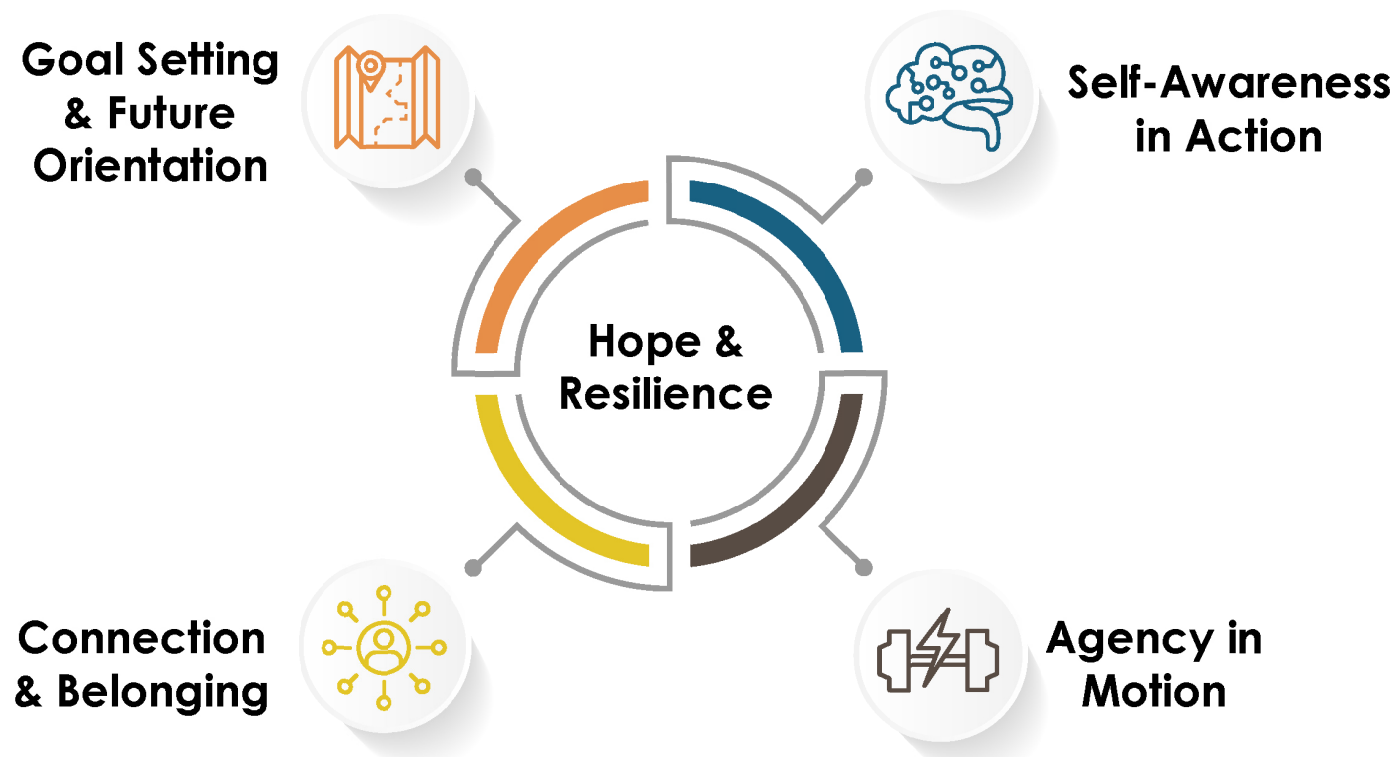 Goal Setting
& Future
Orientation
Self-Awareness
in Action
Hope &
Resilience
Connection
& Belonging
Agency in
Motion